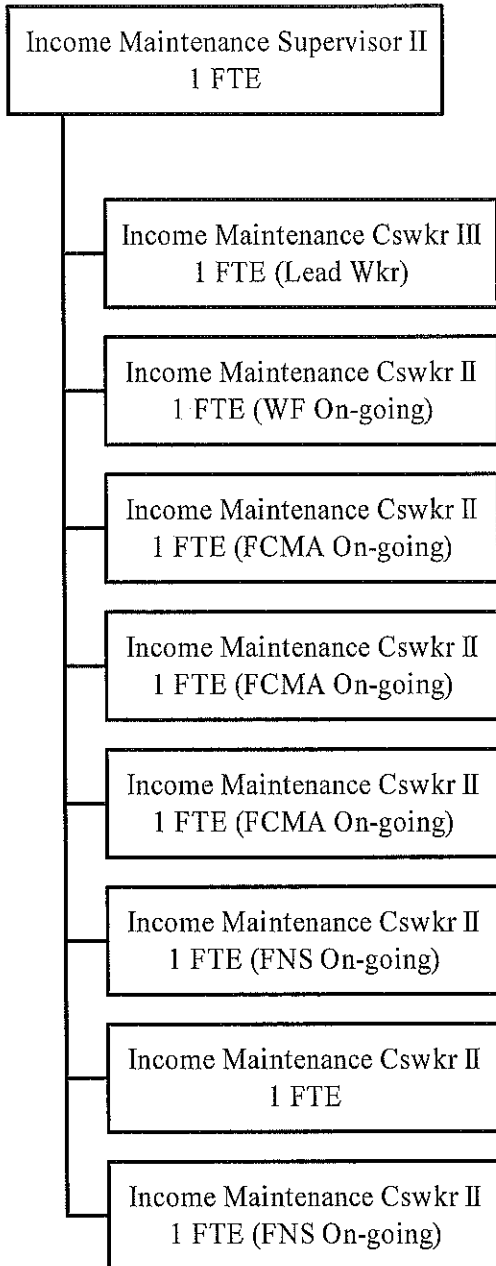 Income Maintenance Supervisor II
1 FTE
Income Maintenance Cswkr III
1 FTE (Lead Wkr)
Income Maintenance Cswkr II
1 FTE (WF On-going)
Income Maintenance Cswkr II
1 FTE (FCMA On-going)
Income Maintenance Cswkr II
1 FTE (FCMA On-going)
Income Maintenance Cswkr II
1 FTE (FCMA On-going)
Income Maintenance Cswkr II
1 FTE (FNS On-going)
Income Maintenance Cswkr II
1 FTE
Income Maintenance Cswkr II
1 FTE (FNS On-going)